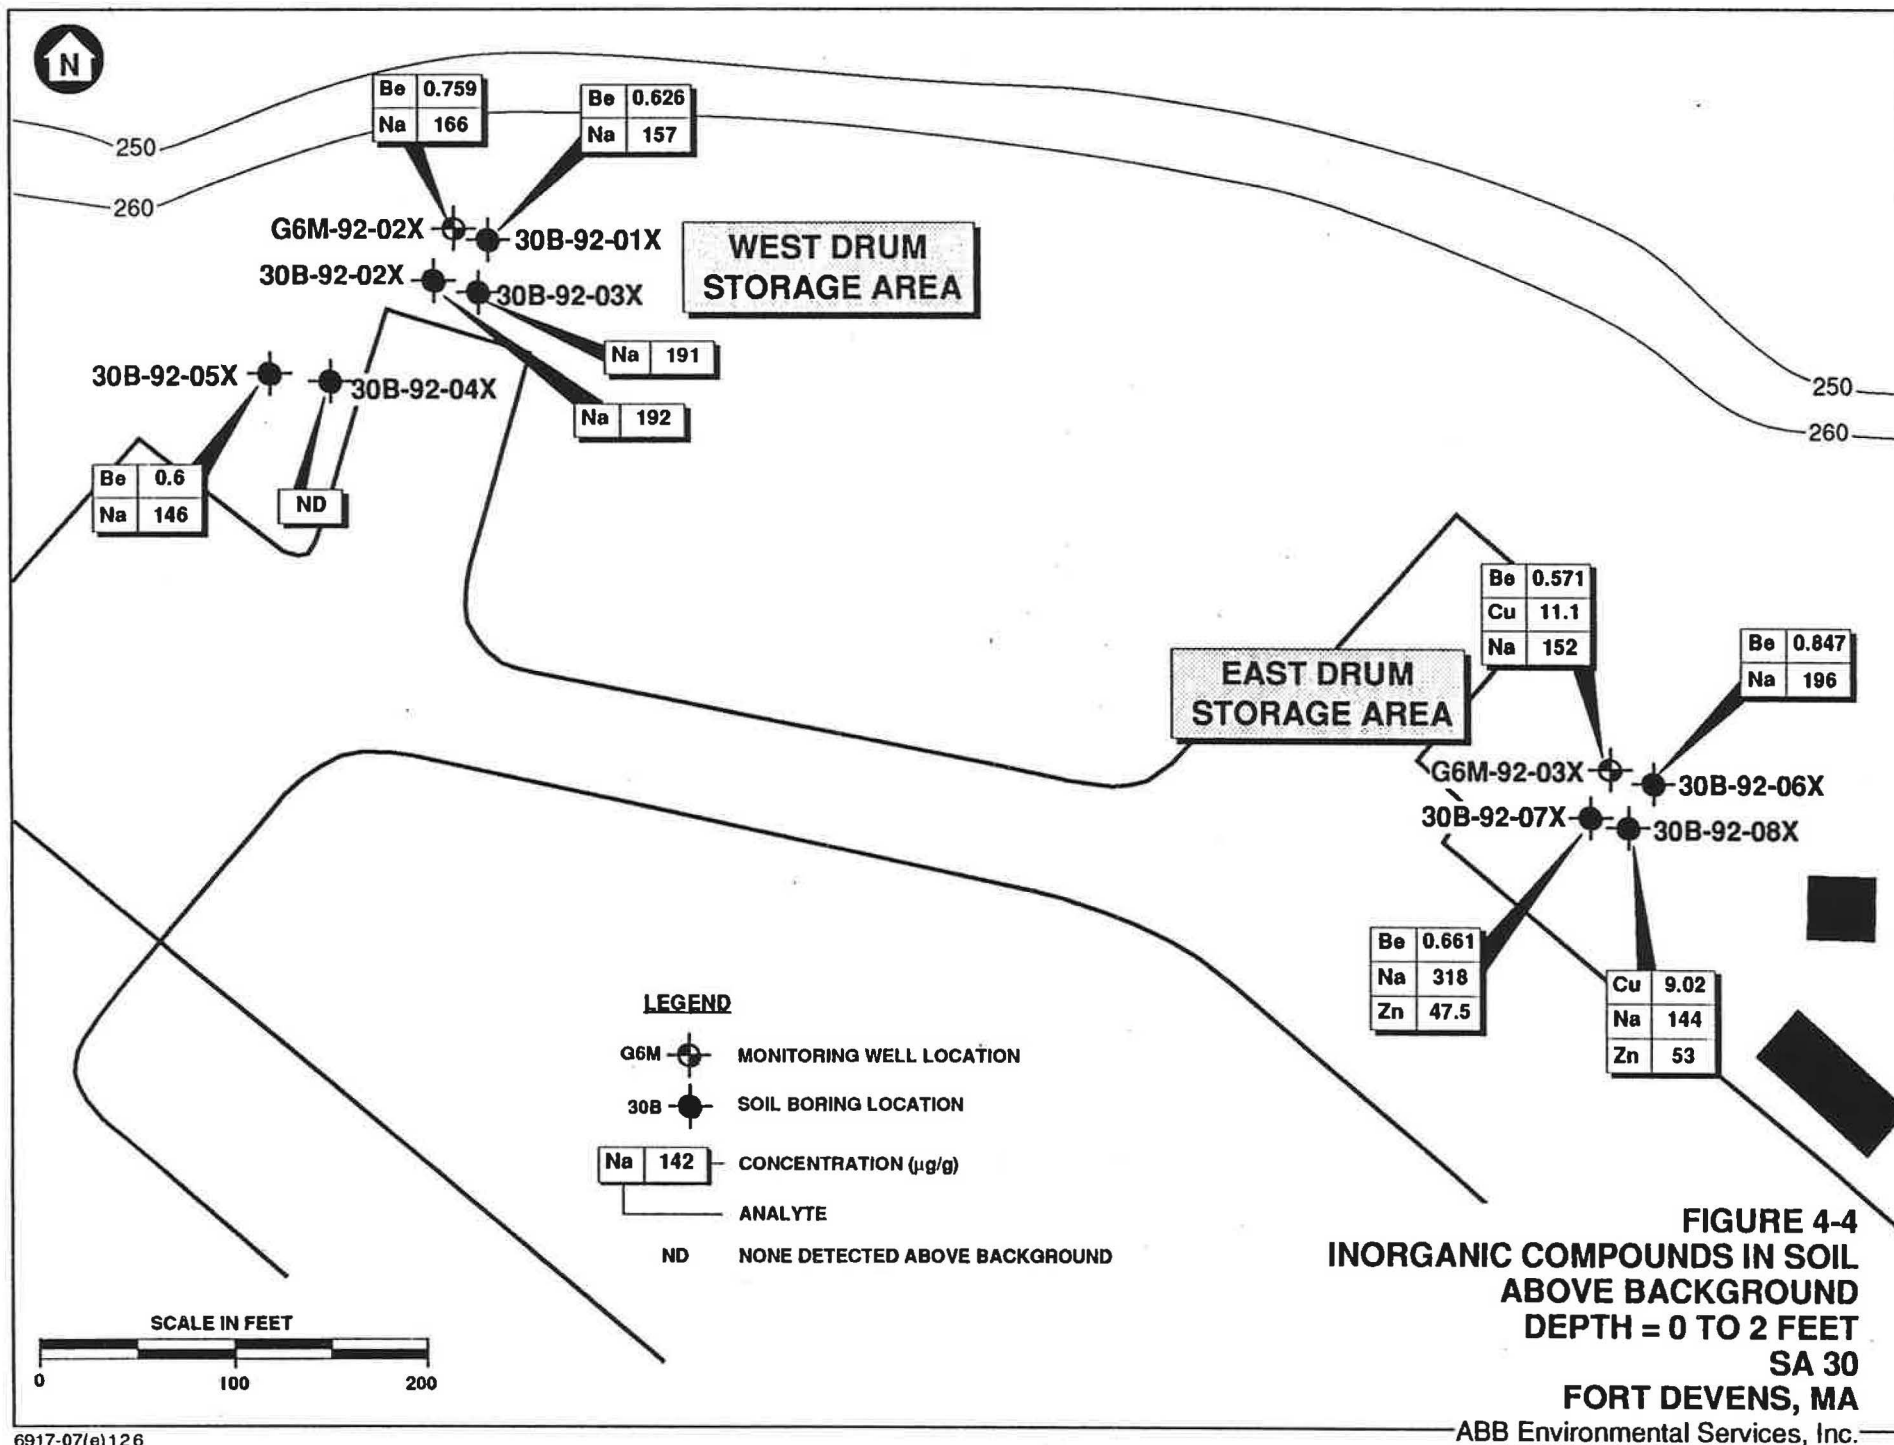 N
Be 0.759
Na 166
Be 0.626
Na 157
250
260
G6M-92-02X
30B-92-01X
WEST DRUM
STORAGE AREA
30B-92-02X
30B-92-03X
Na 191
30B-92-05X
30B-92-04X
Na 192
250
260
Be 0.6
Na 146
ND
Be 0.571
Cu 11.1
Na 152
Be 0.847
Na 196
EAST DRUM
STORAGE AREA
G6M-92-03X
30B-92-06X
30B-92-07X
30B-92-08X
Be 0.661
Na 318
Zn 47.5
Cu 9.02
Na 144
Zn 53
LEGEND
G6M MONITORING WELL LOCATION
30B SOIL BORING LOCATION
Na 142 CONCENTRATION (µg/g)
ANALYTE
ND NONE DETECTED ABOVE BACKGROUND
SCALE IN FEET
0 100 200
FIGURE 4-4
INORGANIC COMPOUNDS IN SOIL
ABOVE BACKGROUND
DEPTH = 0 TO 2 FEET
SA 30
FORT DEVENS, MA
ABB Environmental Services, Inc.
6917-07(e)126